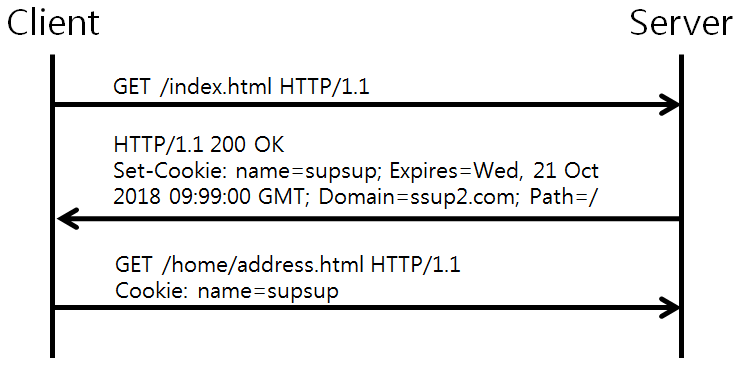 Client
Server
GET /index.html HTTP/1.1
HTTP/1.1 200 OK
Set-Cookie: name=supsup; Expires=Wed, 21 Oct
2018 09:99:00 GMT; Domain=ssup2.com; Path=/
GET /home/address.html HTTP/1.1
Cookie: name=supsup